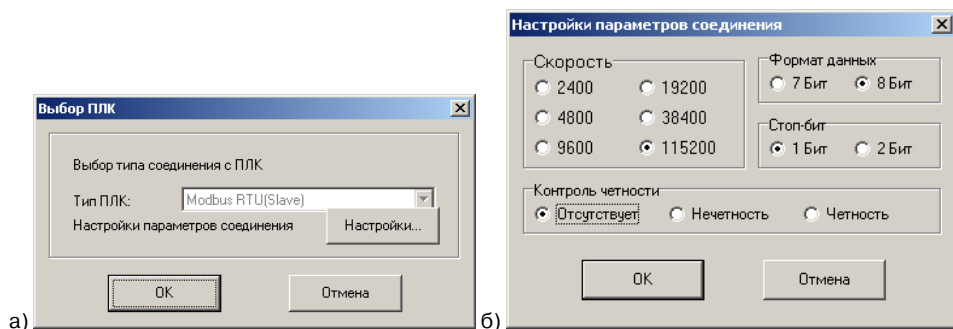 Выбор ПЛК
Выбор типа соединения с ПЛК
Тип ПЛК: Modbus RTU(Slave)
Настройки параметров соединения Настройки...
OK Отмена
а)
Настройки параметров соединения
Скорость
2400 19200
4800 38400
9600 115200
Формат данных
7 Бит 8 Бит
Стоп-бит
1 Бит 2 Бит
Контроль четности
Отсутствует Нечетность Четность
OK Отмена
б)